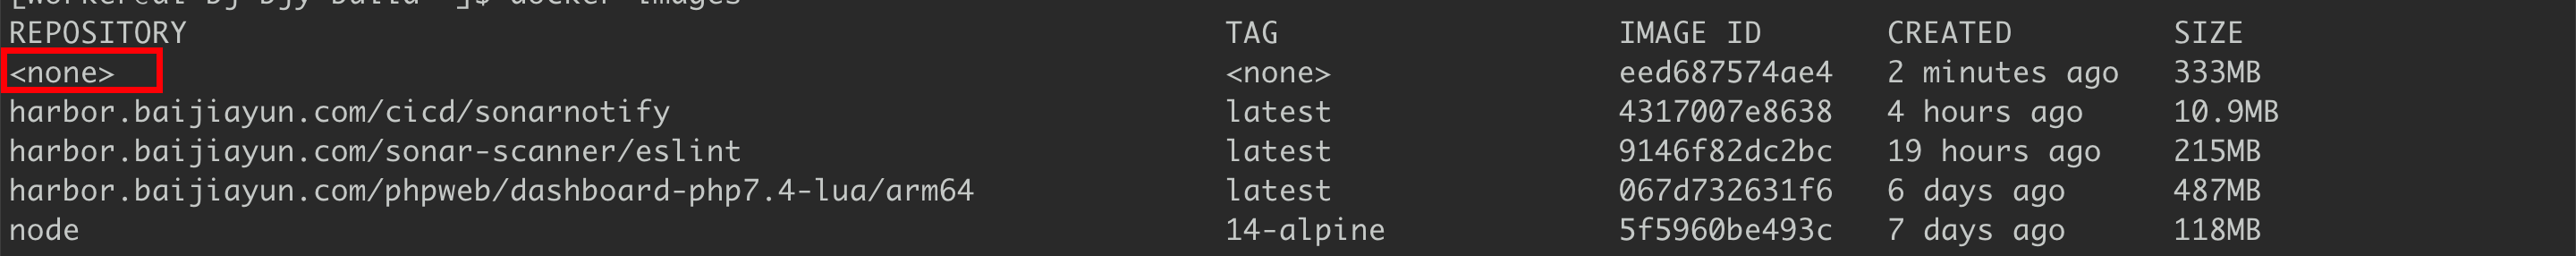 docker images
REPOSITORY TAG IMAGE ID CREATED SIZE
<none> <none> eed687574ae4 2 minutes ago 333MB
harbor.baijiayun.com/cicd/sonarnotify latest 4317007e8638 4 hours ago 10.9MB
harbor.baijiayun.com/sonar-scanner/eslint latest 9146f82dc2bc 19 hours ago 215MB
harbor.baijiayun.com/phpweb/dashboard-php7.4-lua/arm64 latest 067d732631f6 6 days ago 487MB
node 14-alpine 5f5960be493c 7 days ago 118MB